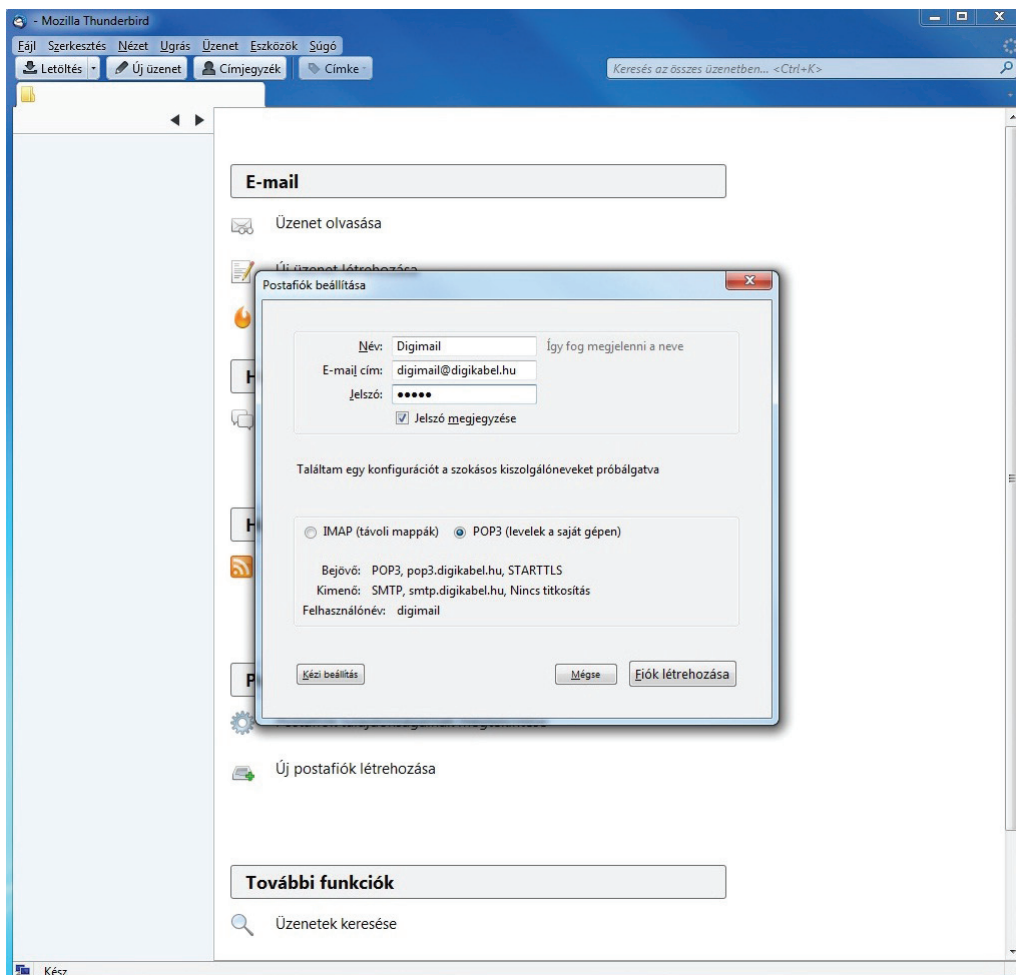 - Mozilla Thunderbird
Fájl Szerkesztés Nézet Ugrás Üzenet Eszközök Súgó
Letöltés Új üzenet Címjegyzék Címke
Keresés az összes üzenetben... <Ctrl+K>
E-mail
Üzenet olvasása
Új üzenet létrehozása
Postafiók beállítása
Név: Digimail Így fog megjelenni a neve
E-mail cím: digimail@digikabel.hu
Jelszó: •••••
Jelszó megjegyzése
Találtam egy konfigurációt a szokásos kiszolgálóneveket próbálgatva
IMAP (távoli mappák) POP3 (levelek a saját gépen)
Bejövő: POP3, pop3.digikabel.hu, STARTTLS
Kimenő: SMTP, smtp.digikabel.hu, Nincs titkosítás
Felhasználónév: digimail
Kézi beállítás Mégse Fiók létrehozása
H
H
P
Új postafiók létrehozása
További funkciók
Üzenetek keresése
Kész